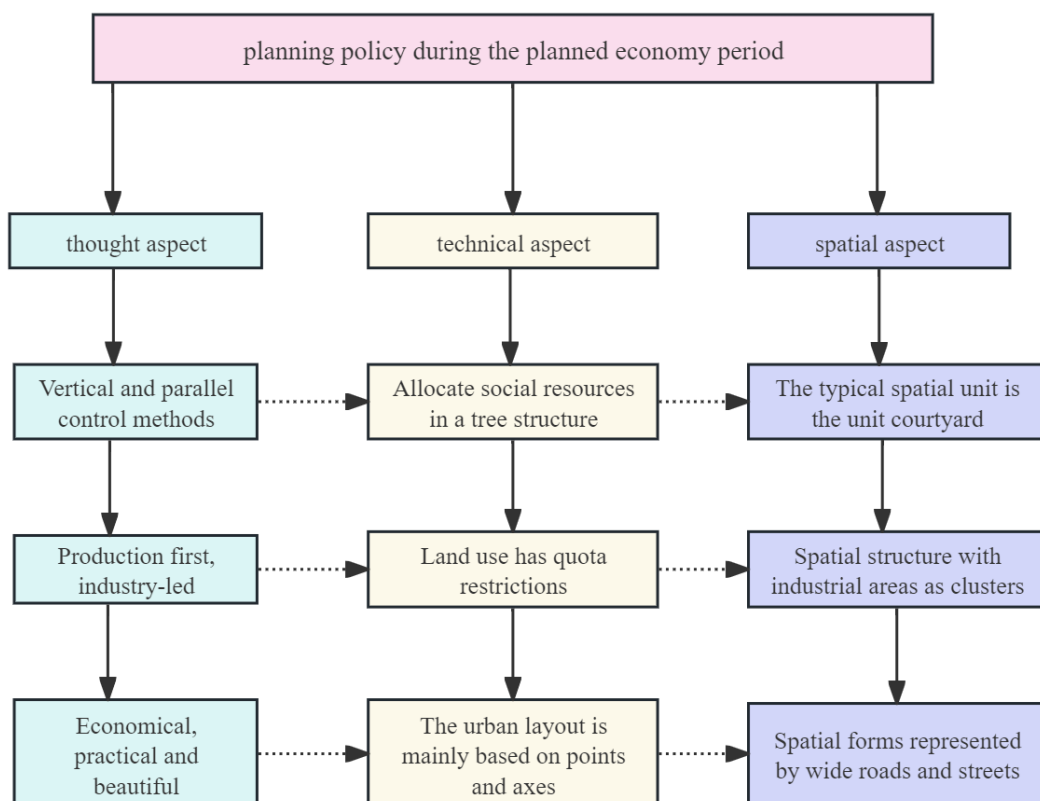 planning policy during the planned economy period
thought aspect
technical aspect
spatial aspect
Vertical and parallel
control methods
Allocate social resources
in a tree structure
The typical spatial unit is
the unit courtyard
Production first,
industry-led
Land use has quota
restrictions
Spatial structure with
industrial areas as clusters
Economical,
practical and
beautiful
The urban layout is
mainly based on points
and axes
Spatial forms represented
by wide roads and streets